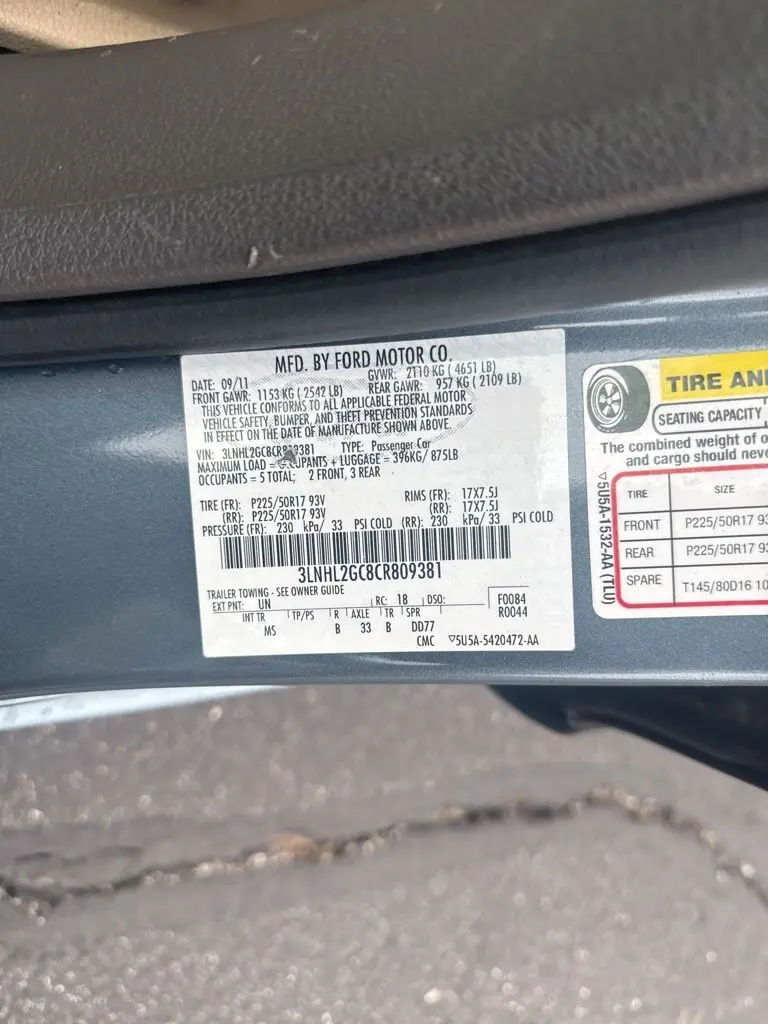 MFD. BY FORD MOTOR CO.
DATE: 09/11 GVWR: 2110 KG ( 4651 LB)
FRONT GAWR: 1153 KG ( 2542 LB) REAR GAWR: 957 KG ( 2109 LB)
THIS VEHICLE CONFORMS TO ALL APPLICABLE FEDERAL MOTOR
VEHICLE SAFETY, BUMPER, AND THEFT PREVENTION STANDARDS
IN EFFECT ON THE DATE OF MANUFACTURE SHOWN ABOVE.
VIN: 3LNHL2GC8CR809381 TYPE: Passenger Car
MAXIMUM LOAD = OCCUPANTS + LUGGAGE = 396KG/ 875LB
OCCUPANTS = 5 TOTAL; 2 FRONT, 3 REAR
TIRE (FR): P225/50R17 93V RIMS (FR): 17X7.5J
(RR): P225/50R17 93V (RR): 17X7.5J
PRESSURE (FR): 230 kPa/ 33 PSI COLD (RR): 230 kPa/ 33 PSI COLD
3LNHL2GC8CR809381
TRAILER TOWING - SEE OWNER GUIDE
EXT PNT: UN RC: 18 DSO: F0084
INT TR TP/PS R AXLE TR SPR R0044
MS B 33 B DD77
CMC ▽5U5A-5420472-AA
TIRE AN
SEATING CAPACITY
The combined weight of
and cargo should neve
▽5U5A-1532-AA (TLU)
TIRE SIZE
FRONT P225/50R17 93
REAR P225/50R17 93
SPARE T145/80D16 10